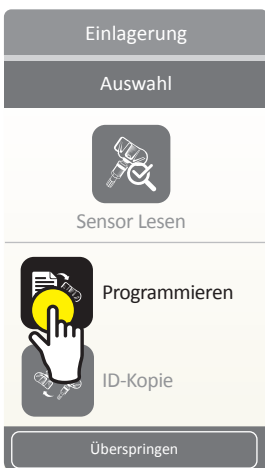 Einlagerung
Auswahl
Sensor Lesen
Programmieren
ID-Kopie
Überspringen